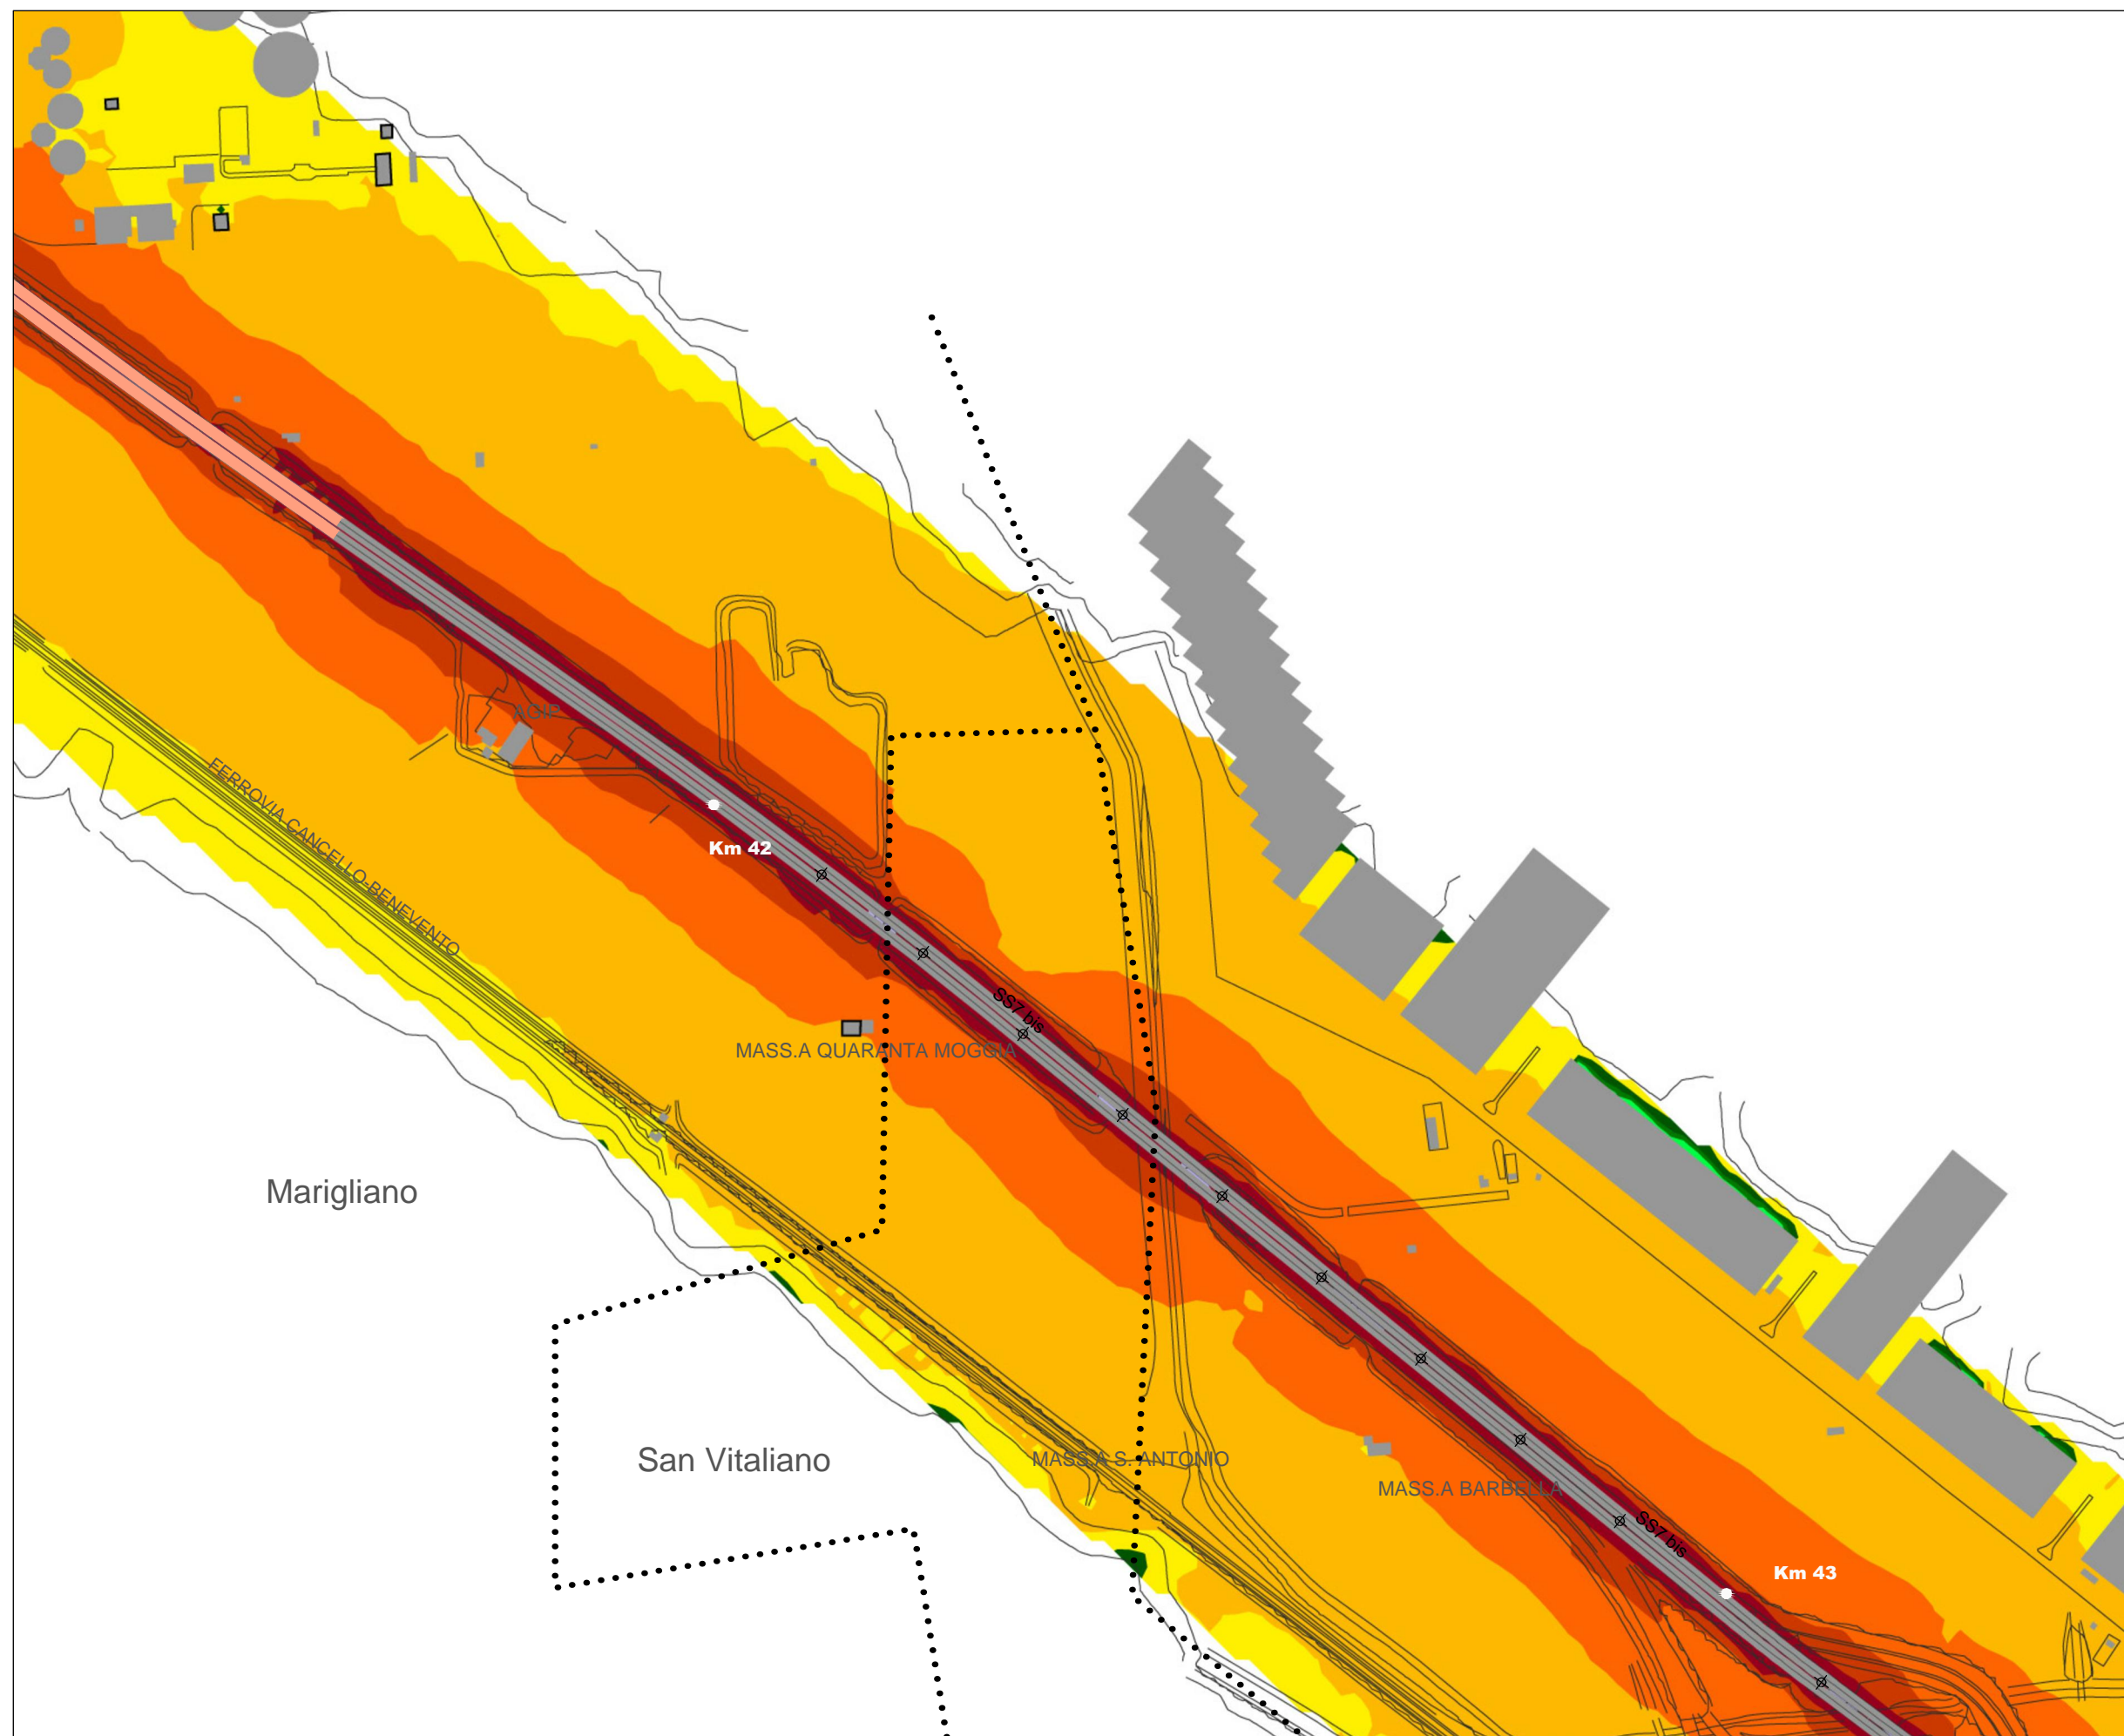 AGIP
FERROVIA CANCELLO-BENEVENTO
Km 42
SS7 bis
MASS.A QUARANTA MOGGIA
Marigliano
San Vitaliano
MASS.A S. ANTONIO
MASS.A BARBELLA
SS7 bis
Km 43